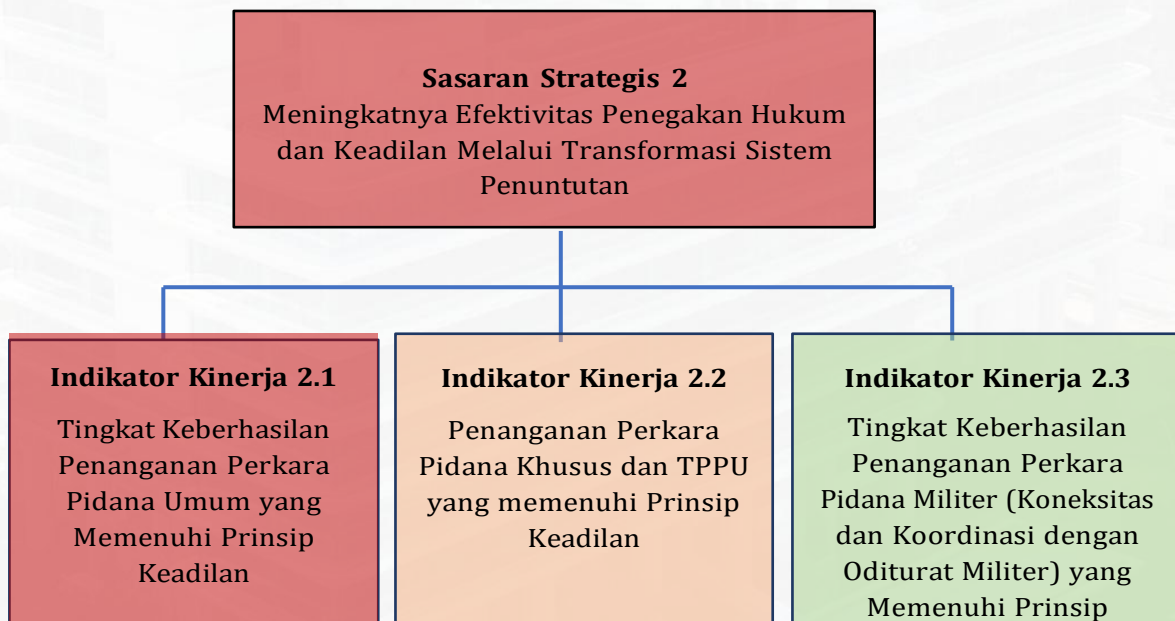 Sasaran Strategis 2
Meningkatnya Efektivitas Penegakan Hukum
dan Keadilan Melalui Transformasi Sistem
Penuntutan
Indikator Kinerja 2.1
Tingkat Keberhasilan
Penanganan Perkara
Pidana Umum yang
Memenuhi Prinsip
Keadilan
Indikator Kinerja 2.2
Penanganan Perkara
Pidana Khusus dan TPPU
yang memenuhi Prinsip
Keadilan
Indikator Kinerja 2.3
Tingkat Keberhasilan
Penanganan Perkara
Pidana Militer (Koneksitas
dan Koordinasi dengan
Oditurat Militer) yang
Memenuhi Prinsip